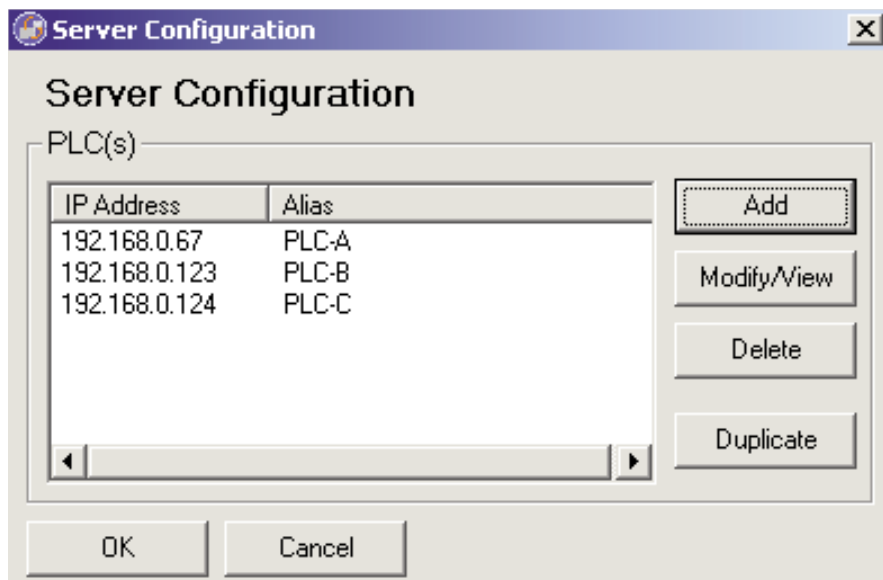 Server Configuration
Server Configuration
PLC(s)
IP Address Alias
192.168.0.67 PLC-A
192.168.0.123 PLC-B
192.168.0.124 PLC-C
Add
Modify/View
Delete
Duplicate
OK Cancel